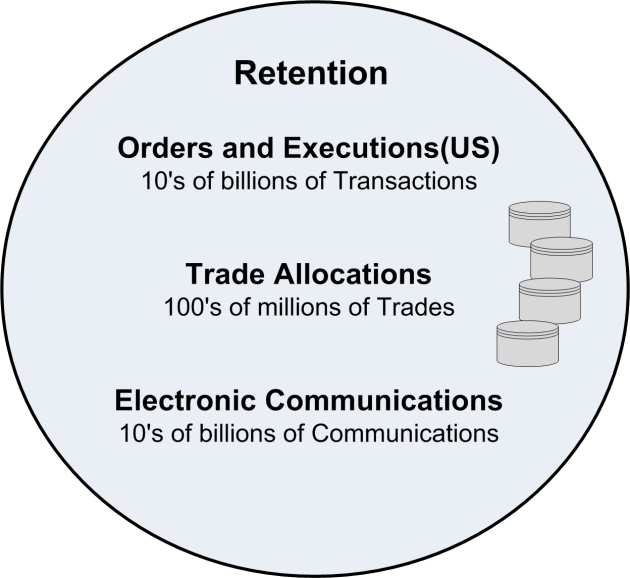 Retention
Orders and Executions(US)
10's of billions of Transactions
Trade Allocations
100's of millions of Trades
Electronic Communications
10's of billions of Communications